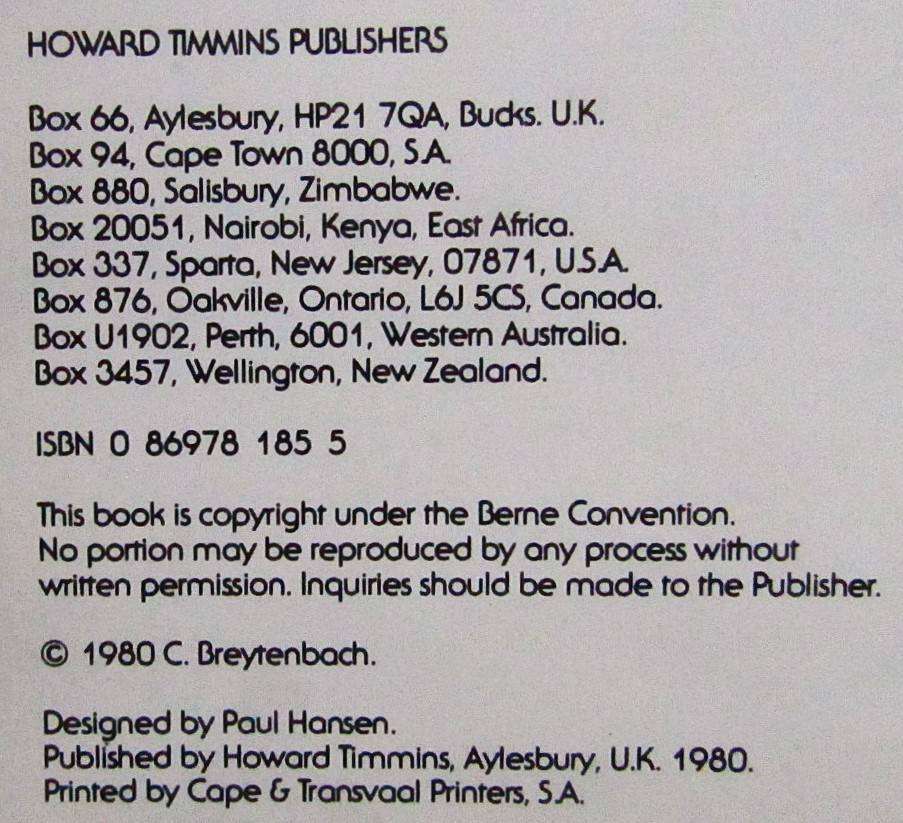 HOWARD TIMMINS PUBLISHERS
Box 66, Aylesbury, HP21 7QA, Bucks. U.K.
Box 94, Cape Town 8000, S.A.
Box 880, Salisbury, Zimbabwe.
Box 20051, Nairobi, Kenya, East Africa.
Box 337, Sparta, New Jersey, 07871, U.S.A.
Box 876, Oakville, Ontario, L6J 5CS, Canada.
Box U1902, Perth, 6001, Western Australia.
Box 3457, Wellington, New Zealand.
ISBN 0 86978 185 5
This book is copyright under the Berne Convention.
No portion may be reproduced by any process without
written permission. Inquiries should be made to the Publisher.
© 1980 C. Breytenbach.
Designed by Paul Hansen.
Published by Howard Timmins, Aylesbury, U.K. 1980.
Printed by Cape & Transvaal Printers, S.A.